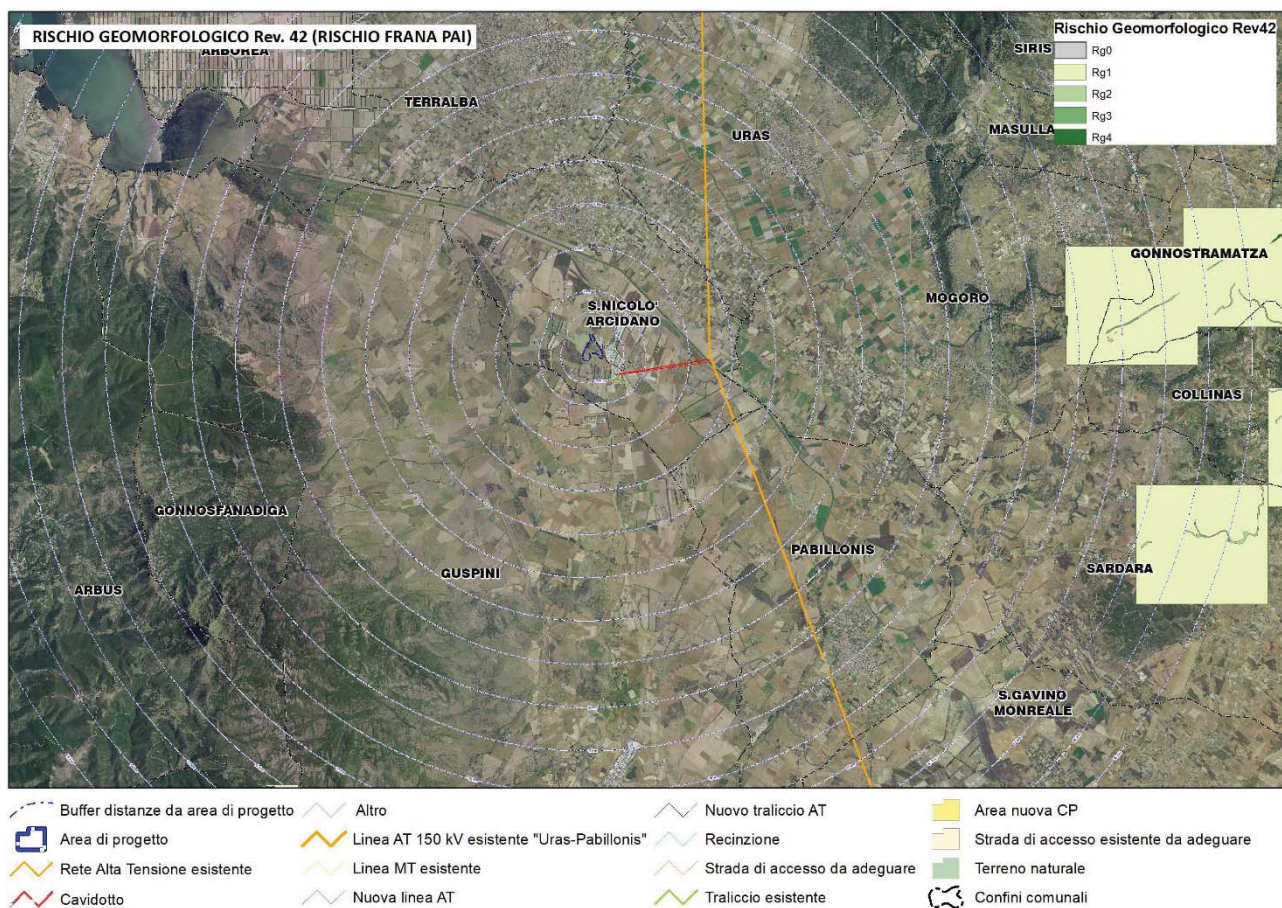 RISCHIO GEOMORFOLOGICO Rev. 42 (RISCHIO FRANA PAI)
Rischio Geomorfologico Rev42
Rg0
Rg1
Rg2
Rg3
Rg4
ARBOREA
SIRIS
TERRALBA
URAS
MASULLA
GONNOSTRAMATZA
S.NICOLO'
ARCIDANO
MOGORO
COLLINAS
GONNOSFANADIGA
PABILLONIS
GUSPINI
SARDARA
ARBUS
S.GAVINO
MONREALE
Buffer distanze da area di progetto
Area di progetto
Rete Alta Tensione esistente
Cavidotto
Altro
Linea AT 150 kV esistente "Uras-Pabillonis"
Linea MT esistente
Nuova linea AT
Nuovo traliccio AT
Recinzione
Strada di accesso da adeguare
Traliccio esistente
Area nuova CP
Strada di accesso esistente da adeguare
Terreno naturale
Confini comunali